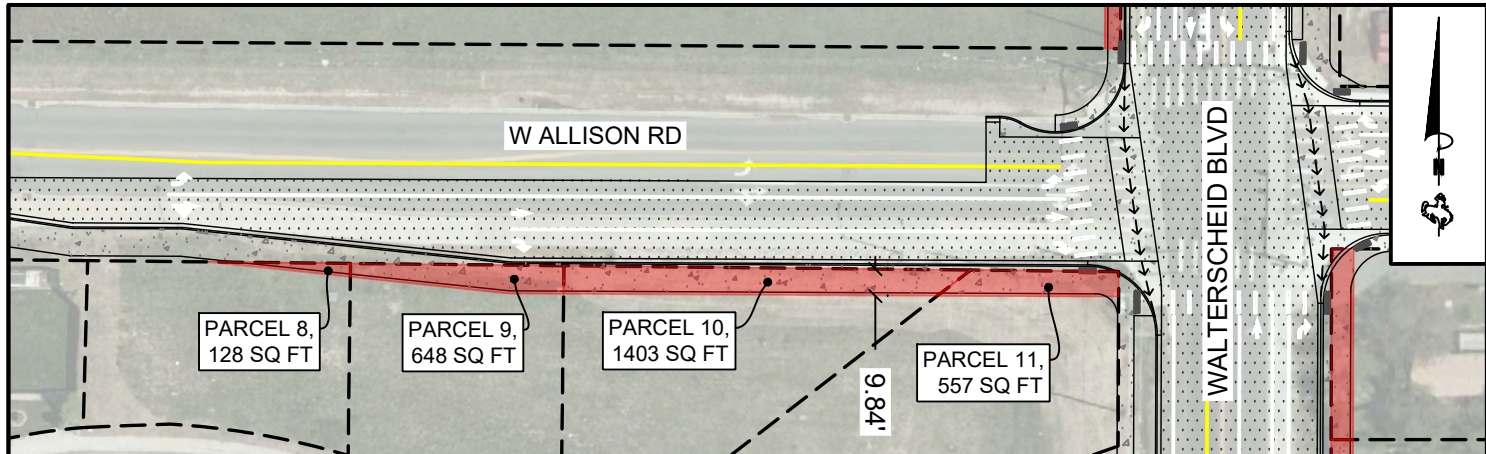 W ALLISON RD
WALTERSCHEID BLVD
PARCEL 8,
128 SQ FT
PARCEL 9,
648 SQ FT
PARCEL 10,
1403 SQ FT
PARCEL 11,
557 SQ FT
9.84'
N